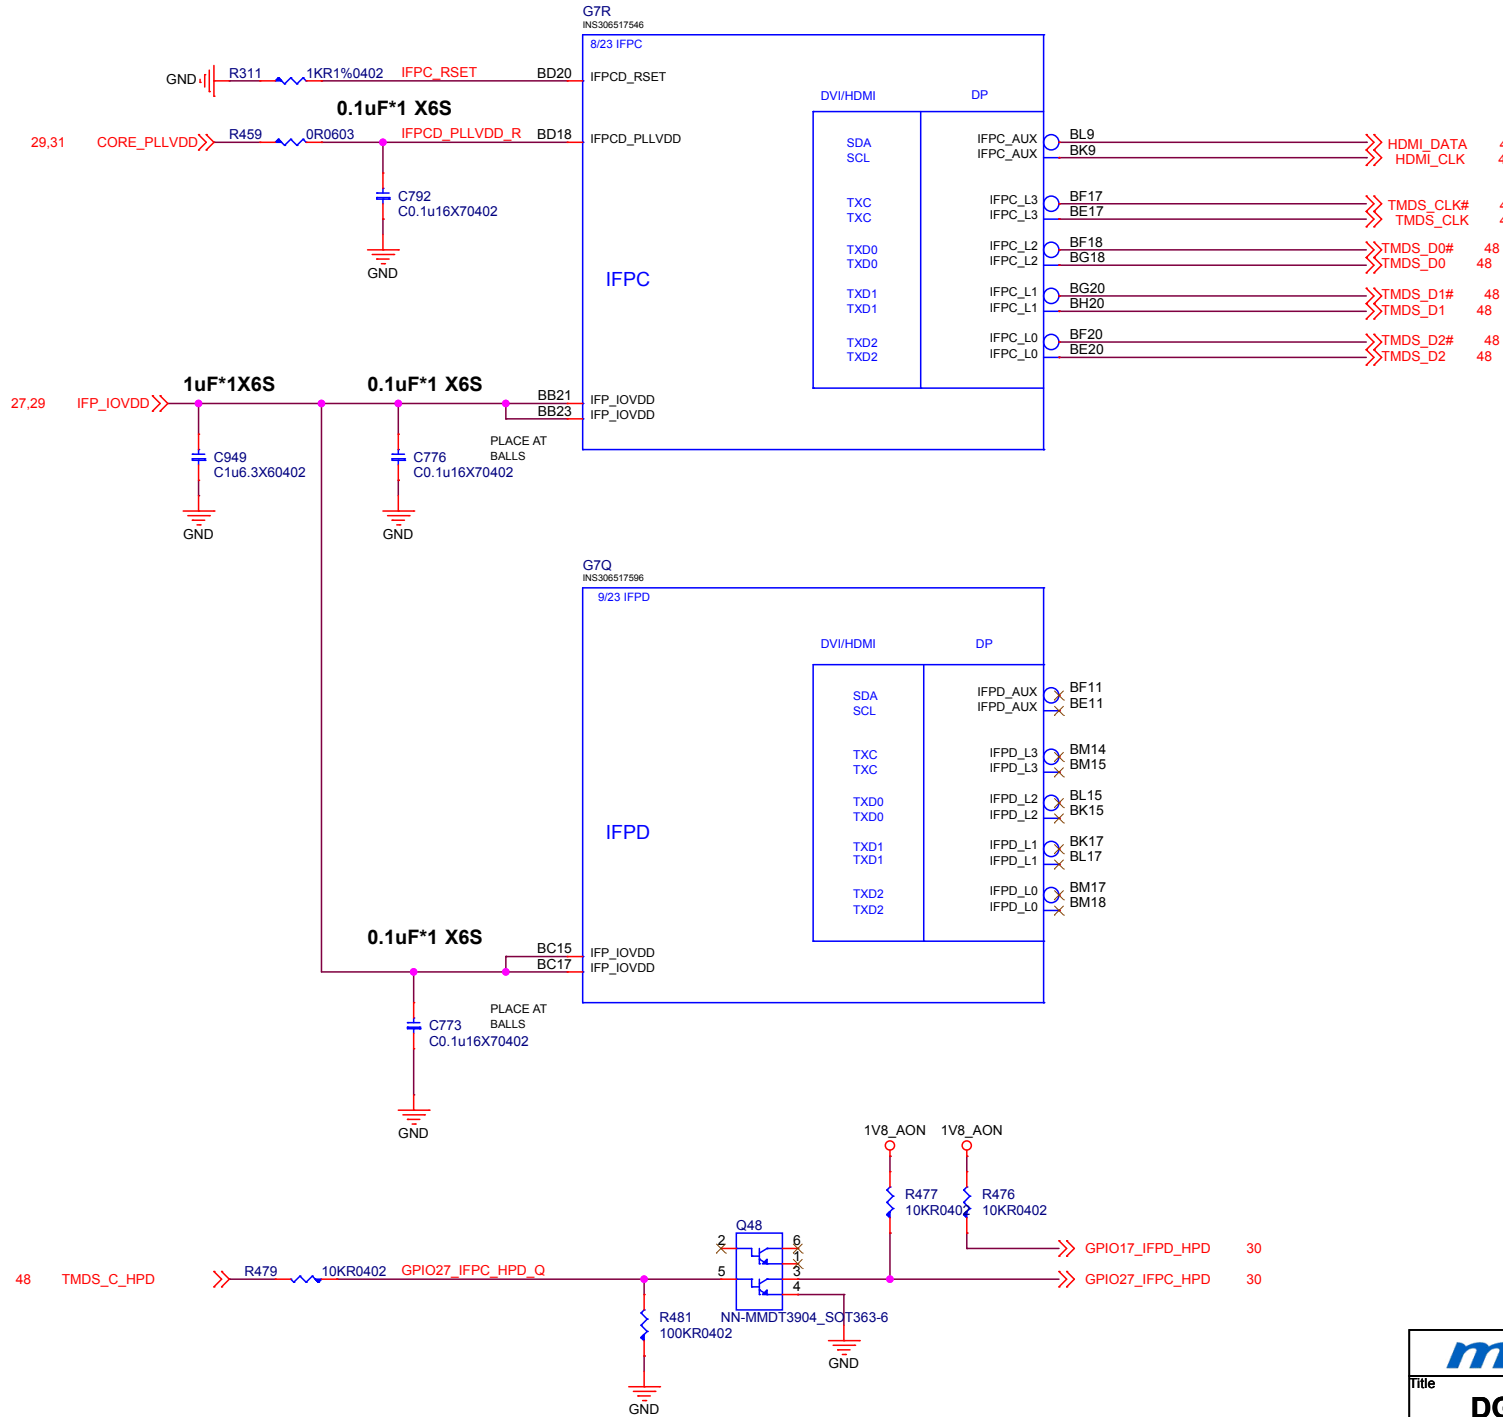 G7R
INS306517546
8/23 IFPC
GND R311 1KR1%0402 IFPC_RSET BD20 IFPCD_RSET
DVI/HDMI DP
0.1uF*1 X6S
29,31 CORE_PLLVDD R459 0R0603 IFPCD_PLLVDD_R BD18 IFPCD_PLLVDD
SDA IFPC_AUX BL9 HDMI_DATA
SCL IFPC_AUX BK9 HDMI_CLK
C792
C0.1u16X70402
GND
TXC IFPC_L3 BF17 TMDS_CLK#
TXC IFPC_L3 BE17 TMDS_CLK
TXD0 IFPC_L2 BF18 TMDS_D0# 48
TXD0 IFPC_L2 BG18 TMDS_D0 48
IFPC
TXD1 IFPC_L1 BG20 TMDS_D1# 48
TXD1 IFPC_L1 BH20 TMDS_D1 48
TXD2 IFPC_L0 BF20 TMDS_D2# 48
TXD2 IFPC_L0 BE20 TMDS_D2 48
1uF*1X6S 0.1uF*1 X6S
27,29 IFP_IOVDD BB21 IFP_IOVDD
BB23 IFP_IOVDD
PLACE AT
BALLS
C949
C1u6.3X60402
C776
C0.1u16X70402
GND GND
G7Q
INS306517596
9/23 IFPD
DVI/HDMI DP
SDA IFPD_AUX BF11
SCL IFPD_AUX BE11
TXC IFPD_L3 BM14
TXC IFPD_L3 BM15
TXD0 IFPD_L2 BL15
TXD0 IFPD_L2 BK15
IFPD
TXD1 IFPD_L1 BK17
TXD1 IFPD_L1 BL17
TXD2 IFPD_L0 BM17
TXD2 IFPD_L0 BM18
0.1uF*1 X6S
BC15 IFP_IOVDD
BC17 IFP_IOVDD
PLACE AT
BALLS
C773
C0.1u16X70402
GND
1V8_AON 1V8_AON
R477
10KR0402
R476
10KR0402
Q48
2 6
1
GPIO17_IFPD_HPD 30
48 TMDS_C_HPD R479 10KR0402 GPIO27_IFPC_HPD_Q 5 3 GPIO27_IFPC_HPD 30
4
R481
100KR0402
NN-MMDT3904_SOT363-6
GND
GND
Title